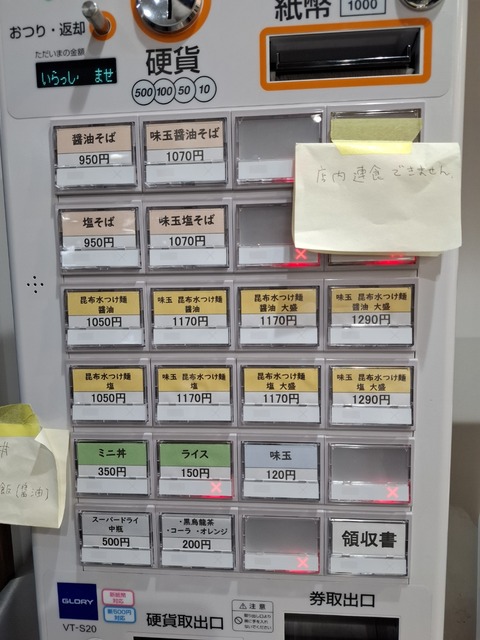 紙幣
1000
おつり・返却
ただいまの金額
いらっしゃませ
硬貨
500 100 50 10
醤油そば
950円
味玉醤油そば
1070円
店内連食できません。
塩そば
950円
味玉塩そば
1070円
昆布水つけ麺
醤油
1050円
味玉 昆布水つけ麺
醤油
1170円
昆布水つけ麺
醤油 大盛
1170円
味玉 昆布水つけ麺
醤油 大盛
1290円
昆布水つけ麺
塩
1050円
味玉 昆布水つけ麺
塩
1170円
昆布水つけ麺
塩 大盛
1170円
味玉 昆布水つけ麺
塩 大盛
1290円
丼
飯(醤油)
ミニ丼
350円
ライス
150円
味玉
120円
スーパードライ
中瓶
500円
・黒烏龍茶
・コーラ ・オレンジ
200円
領収書
GLORY
VT-S20
新紙幣
対応
新500円
対応
硬貨取出口
注意
券取出口